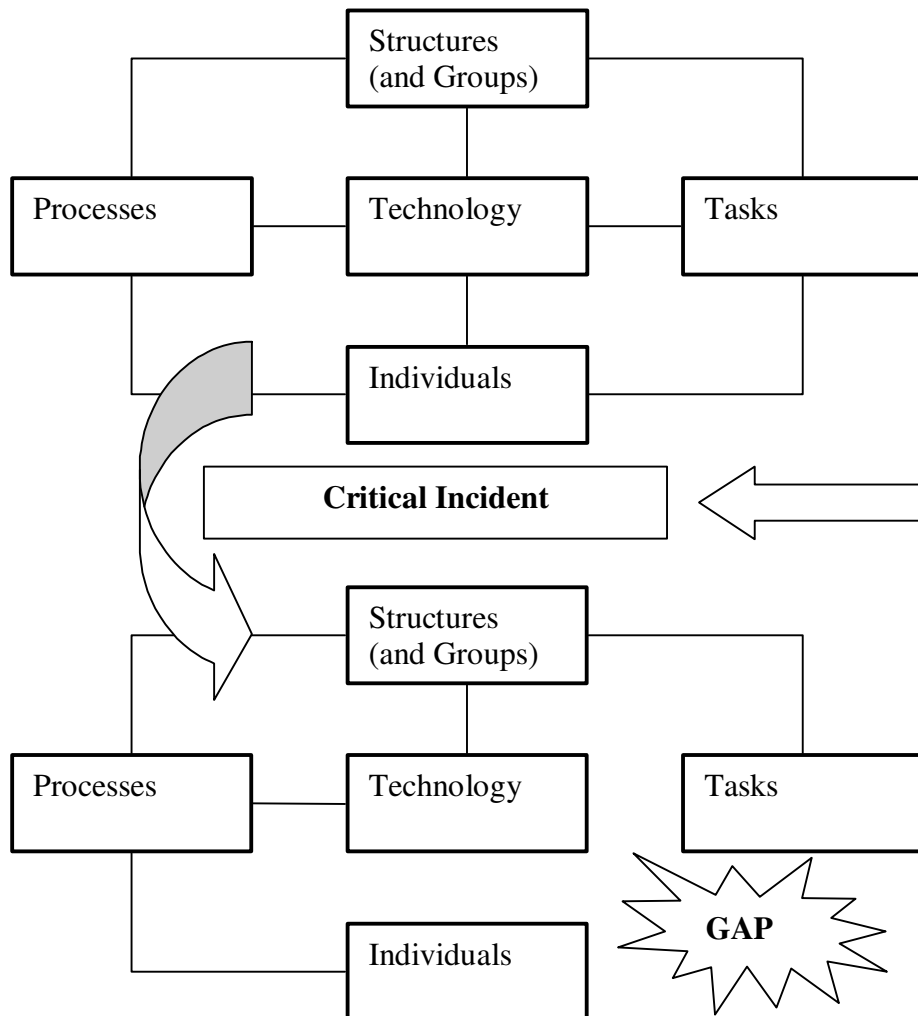 Structures
(and Groups)
Processes
Technology
Tasks
Individuals
Critical Incident
Structures
(and Groups)
Processes
Technology
Tasks
GAP
Individuals